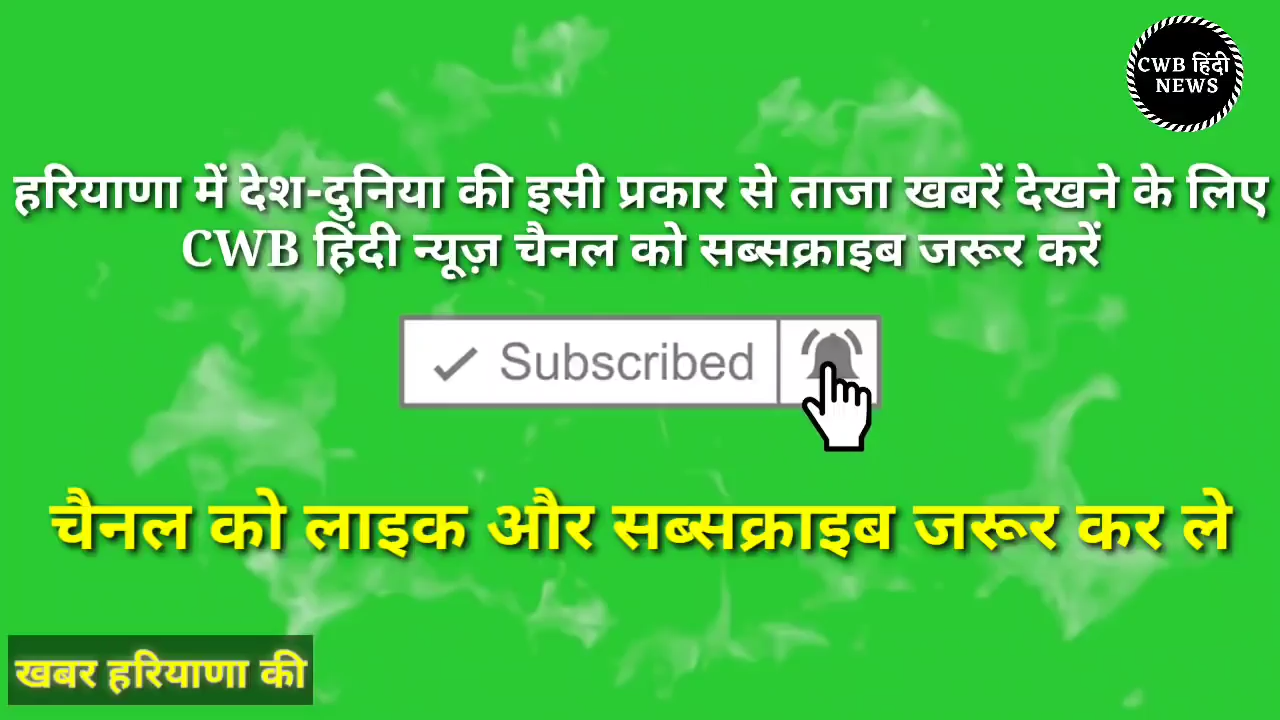 CWB हिंदी
NEWS
हरियाणा में देश-दुनिया की इसी प्रकार से ताजा खबरें देखने के लिए
CWB हिंदी न्यूज़ चैनल को सब्सक्राइब जरूर करें
Subscribed
चैनल को लाइक और सब्सक्राइब जरूर कर ले
खबर हरियाणा की